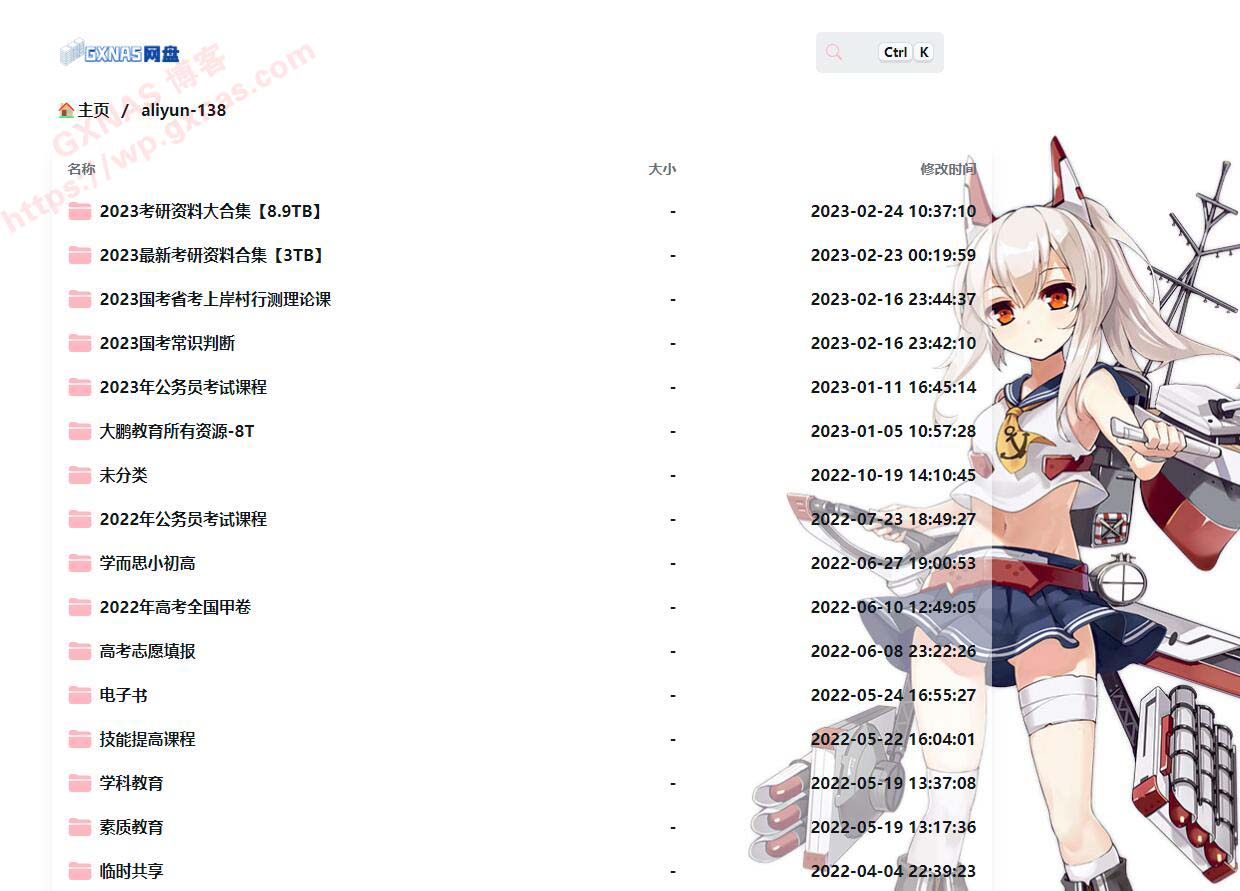 GXNAS网盘
Ctrl K
主页 / aliyun-138
GXNAS 博客
https://wp.gxnas.com
名称 大小 修改时间
2023考研资料大合集【8.9TB】 - 2023-02-24 10:37:10
2023最新考研资料合集【3TB】 - 2023-02-23 00:19:59
2023国考省考上岸村行测理论课 - 2023-02-16 23:44:37
2023国考常识判断 - 2023-02-16 23:42:10
2023年公务员考试课程 - 2023-01-11 16:45:14
大鹏教育所有资源-8T - 2023-01-05 10:57:28
未分类 - 2022-10-19 14:10:45
2022年公务员考试课程 - 2022-07-23 18:49:27
学而思小初高 - 2022-06-27 19:00:53
2022年高考全国甲卷 - 2022-06-10 12:49:05
高考志愿填报 - 2022-06-08 23:22:26
电子书 - 2022-05-24 16:55:27
技能提高课程 - 2022-05-22 16:04:01
学科教育 - 2022-05-19 13:37:08
素质教育 - 2022-05-19 13:17:36
临时共享 - 2022-04-04 22:39:23